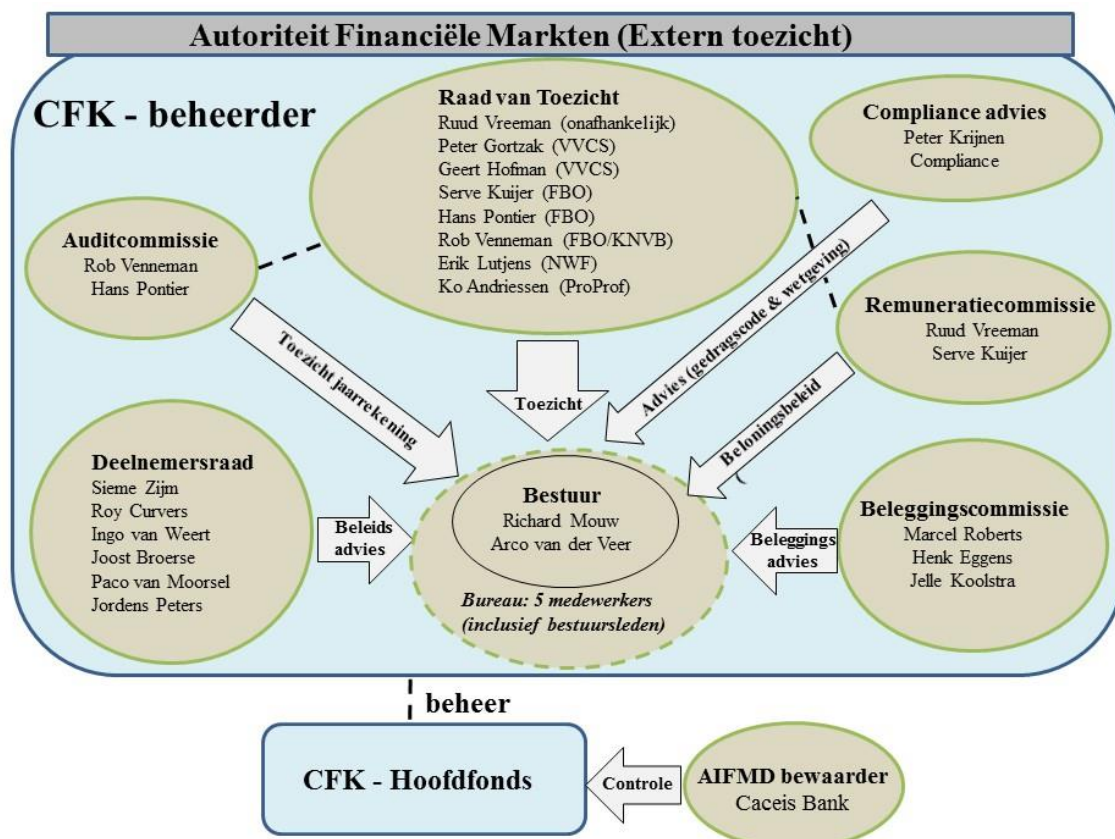 Autoriteit Financiële Markten (Extern toezicht)
CFK - beheerder
Raad van Toezicht
Ruud Vreeman (onafhankelijk)
Peter Gortzak (VVCS)
Geert Hofman (VVCS)
Serve Kuijer (FBO)
Hans Pontier (FBO)
Rob Venneman (FBO/KNVB)
Erik Lutjens (NWF)
Ko Andriessen (ProProf)
Compliance advies
Peter Krijnen
Compliance
Auditcommissie
Rob Venneman
Hans Pontier
Remuneratiecommissie
Ruud Vreeman
Serve Kuijer
Toezicht jaarrekening
Toezicht
Advies (gedragscode & wetgeving)
Beloningsbeleid
(
Deelnemersraad
Sieme Zijm
Roy Curvers
Ingo van Weert
Joost Broerse
Paco van Moorsel
Jordens Peters
Beleids
advies
Bestuur
Richard Mouw
Arco van der Veer
Bureau: 5 medewerkers
(inclusief bestuursleden)
Beleggings
advies
Beleggingscommissie
Marcel Roberts
Henk Eggens
Jelle Koolstra
beheer
CFK - Hoofdfonds
Controle
AIFMD bewaarder
Caceis Bank